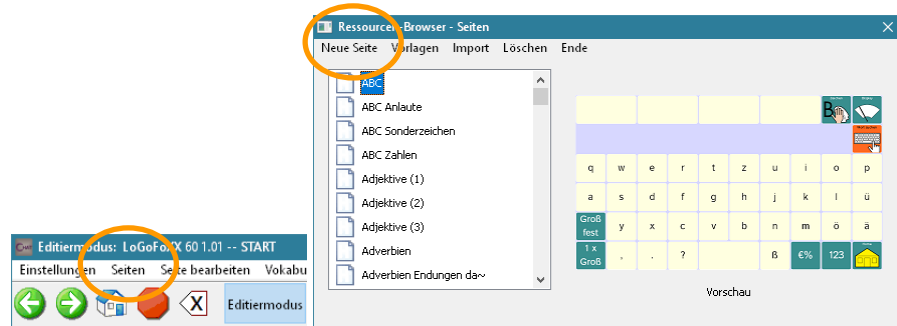 Ressourcen-Browser - Seiten
Neue Seite Vorlagen Import Löschen Ende
ABC
ABC Anlaute
ABC Sonderzeichen
ABC Zahlen
Adjektive (1)
Adjektive (2)
Adjektive (3)
Adverbien
Adverbien Endungen da~
B
q w e r t z u i o p
a s d f g h j k l ü
Groß fest y x c v b n m ö ä
1 x Groß , . ? ß €% 123
Vorschau
Editiermodus: LoGoFoXX 60 1.01 -- START
Einstellungen Seiten Seite bearbeiten Vokabu
X Editiermodus